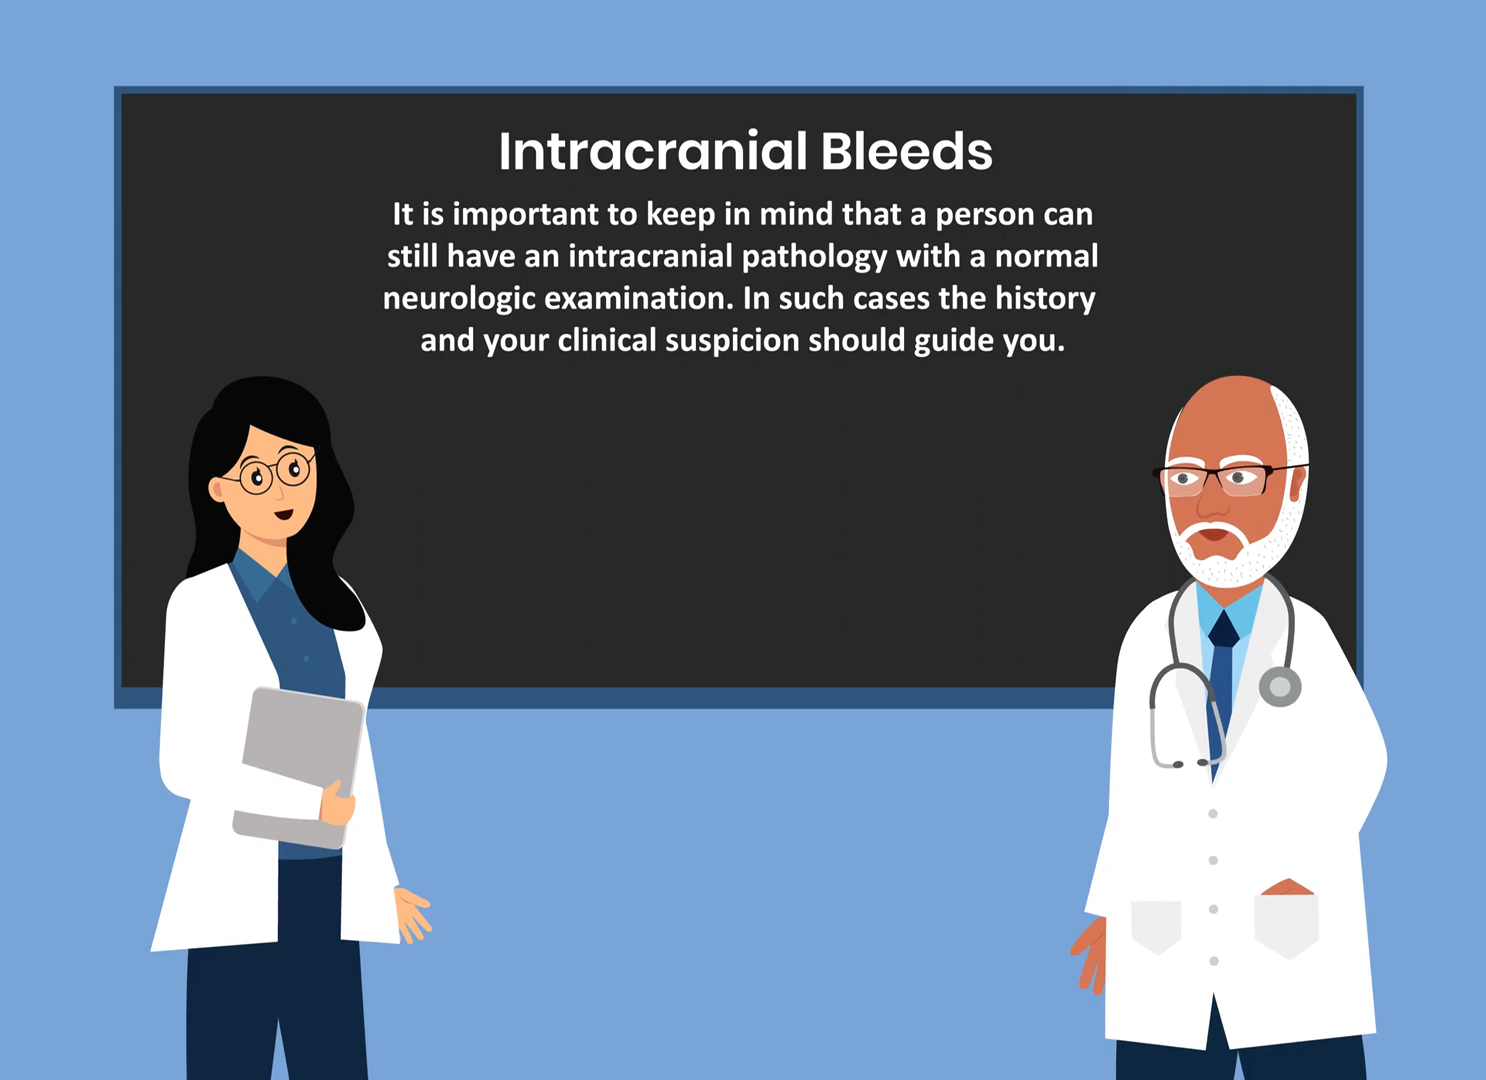 Intracranial Bleeds
It is important to keep in mind that a person can
still have an intracranial pathology with a normal
neurologic examination. In such cases the history
and your clinical suspicion should guide you.